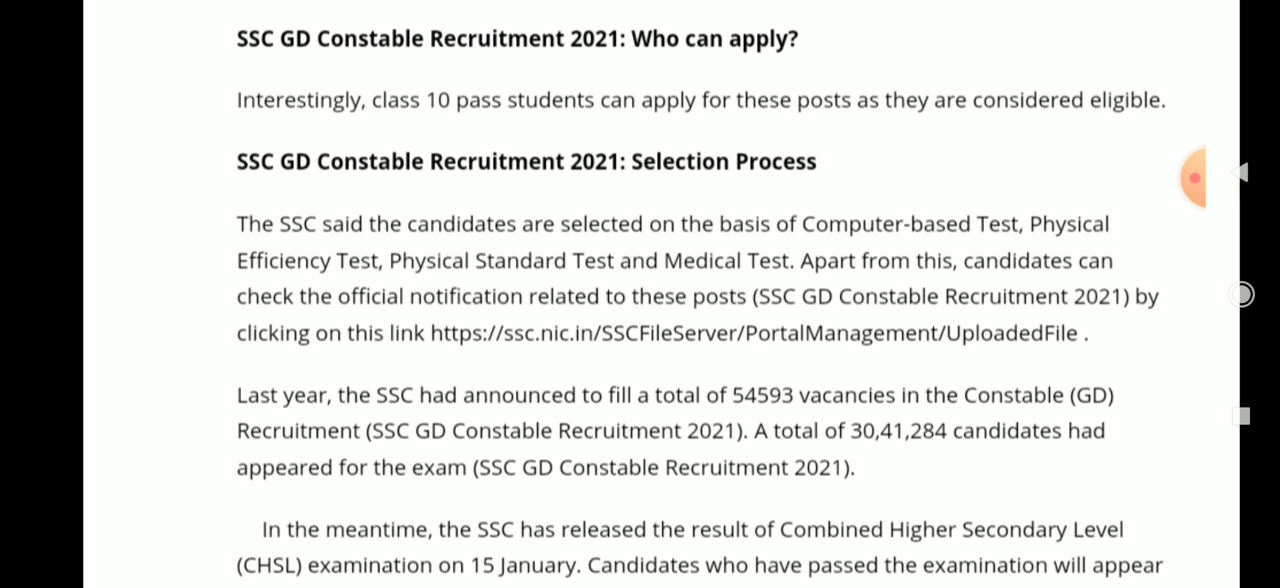 SSC GD Constable Recruitment 2021: Who can apply?
Interestingly, class 10 pass students can apply for these posts as they are considered eligible.
SSC GD Constable Recruitment 2021: Selection Process
The SSC said the candidates are selected on the basis of Computer-based Test, Physical
Efficiency Test, Physical Standard Test and Medical Test. Apart from this, candidates can
check the official notification related to these posts (SSC GD Constable Recruitment 2021) by
clicking on this link https://ssc.nic.in/SSCFileServer/PortalManagement/UploadedFile .
Last year, the SSC had announced to fill a total of 54593 vacancies in the Constable (GD)
Recruitment (SSC GD Constable Recruitment 2021). A total of 30,41,284 candidates had
appeared for the exam (SSC GD Constable Recruitment 2021).
In the meantime, the SSC has released the result of Combined Higher Secondary Level
(CHSL) examination on 15 January. Candidates who have passed the examination will appear